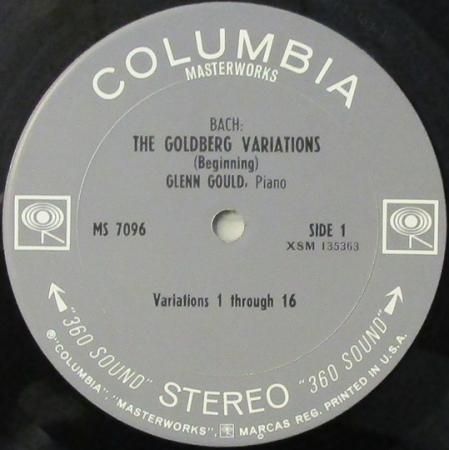 COLUMBIA
MASTERWORKS
BACH:
THE GOLDBERG VARIATIONS
(Beginning)
GLENN GOULD, Piano
MS 7096
SIDE 1
XSM 135363
Variations 1 through 16
"360 SOUND" STEREO "360 SOUND"
® "COLUMBIA", "MASTERWORKS", MARCAS REG. PRINTED IN U.S.A.